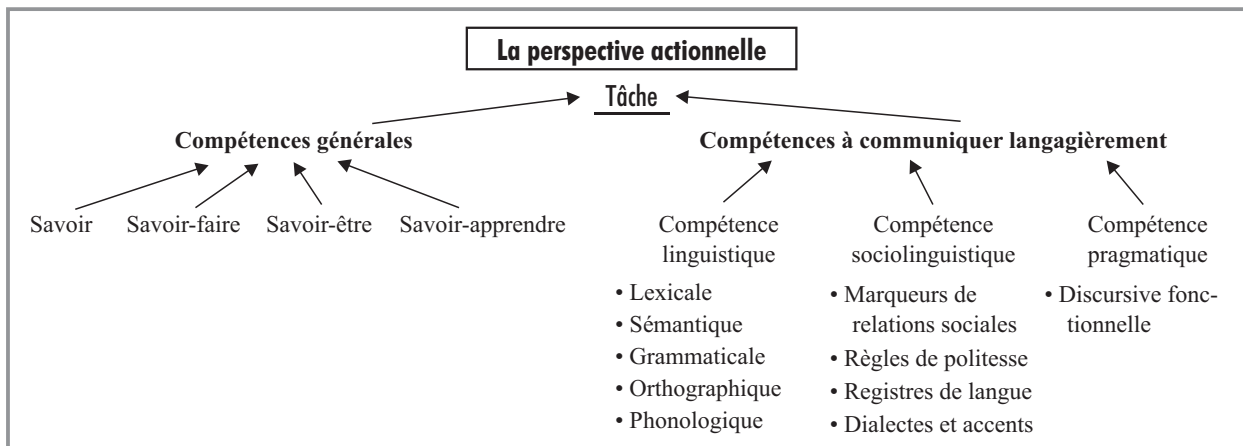 La perspective actionnelle
Tâche
Compétences générales
Compétences à communiquer langagièrement
Savoir
Savoir-faire
Savoir-être
Savoir-apprendre
Compétence
linguistique
• Lexicale
• Sémantique
• Grammaticale
• Orthographique
• Phonologique
Compétence
sociolinguistique
• Marqueurs de
relations sociales
• Règles de politesse
• Registres de langue
• Dialectes et accents
Compétence
pragmatique
• Discursive fonc-
tionnelle